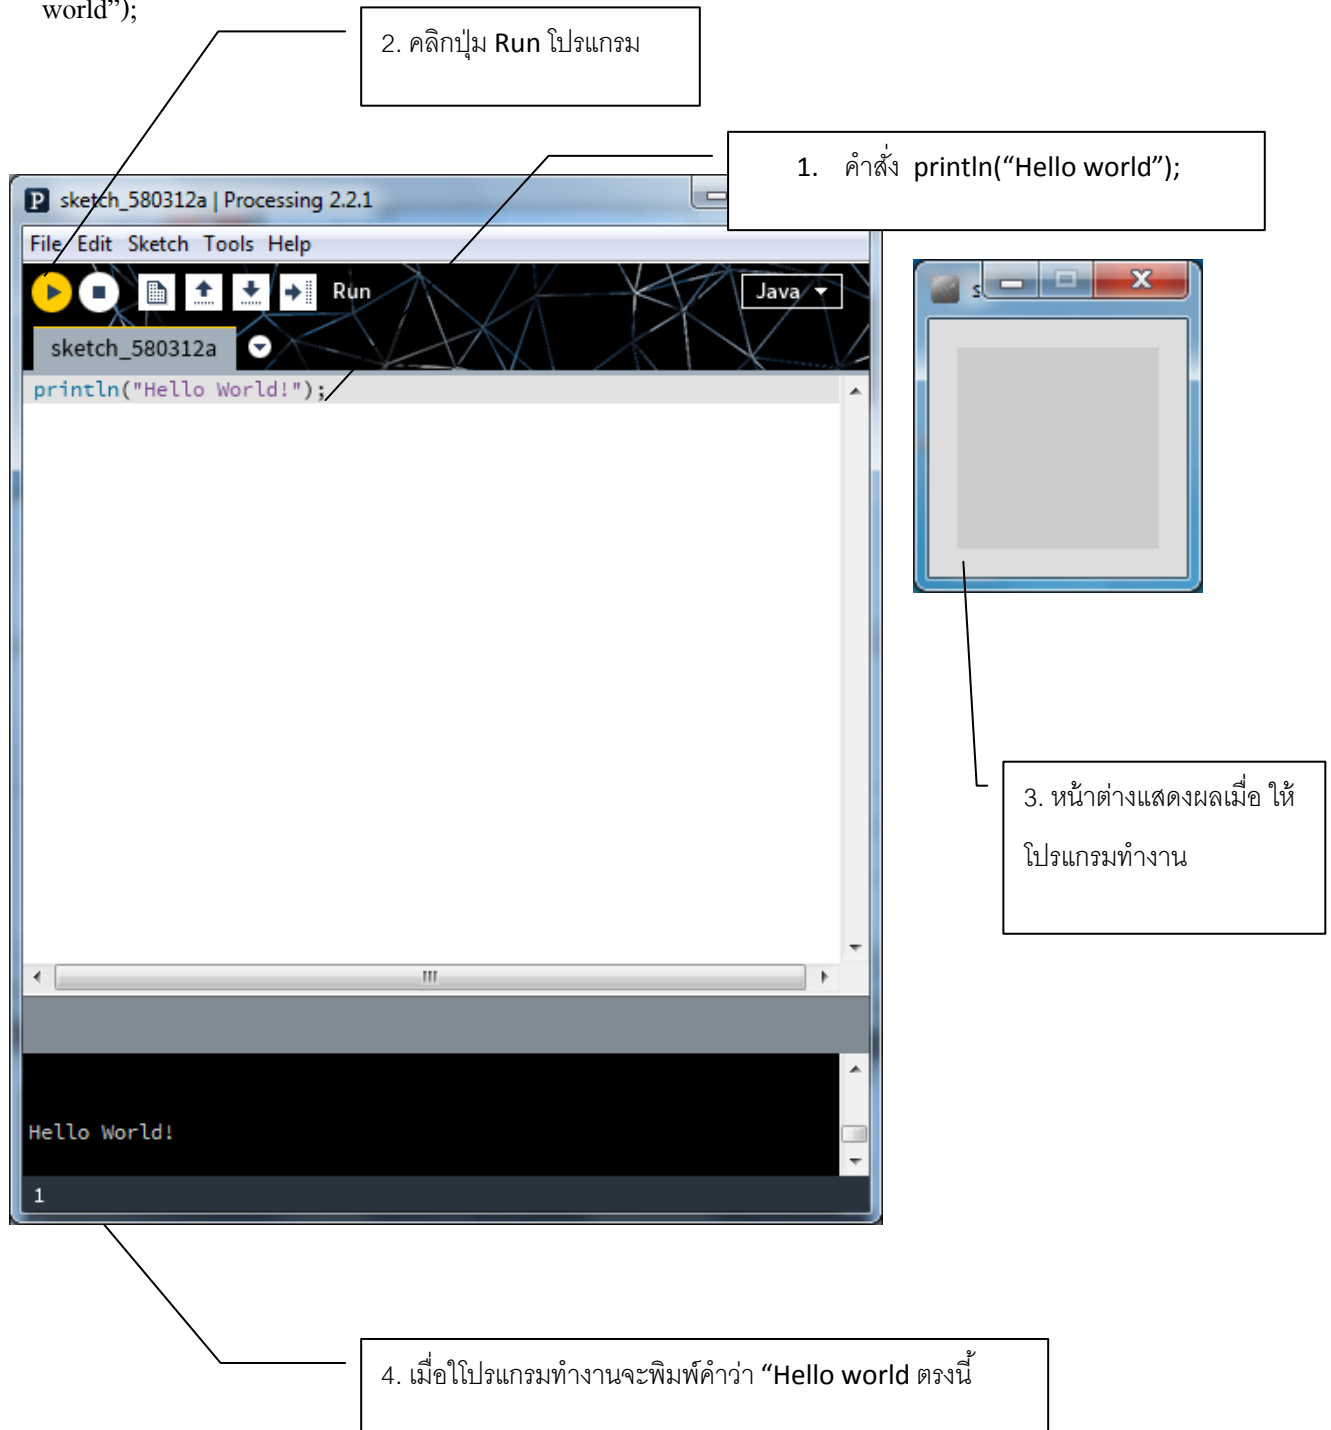 world”);
2. คลิกปุ่ม Run โปรแกรม
1. คำสั่ง println(“Hello world”);
sketch_580312a | Processing 2.2.1
File Edit Sketch Tools Help
Run
Java
sketch_580312a
println("Hello World!");
3. หน้าต่างแสดงผลเมื่อ ให้
โปรแกรมทำงาน
Hello World!
1
4. เมื่อใโปรแกรมทำงานจะพิมพ์คำว่า “Hello world ตรงนี้